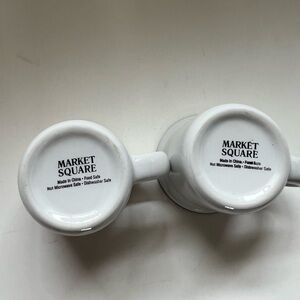 MARKET
SQUARE
Made in China • Food Safe
Not Microwave Safe • Dishwasher Safe
MARKET
SQUARE
Made in China • Food Safe
Not Microwave Safe • Dishwasher Safe